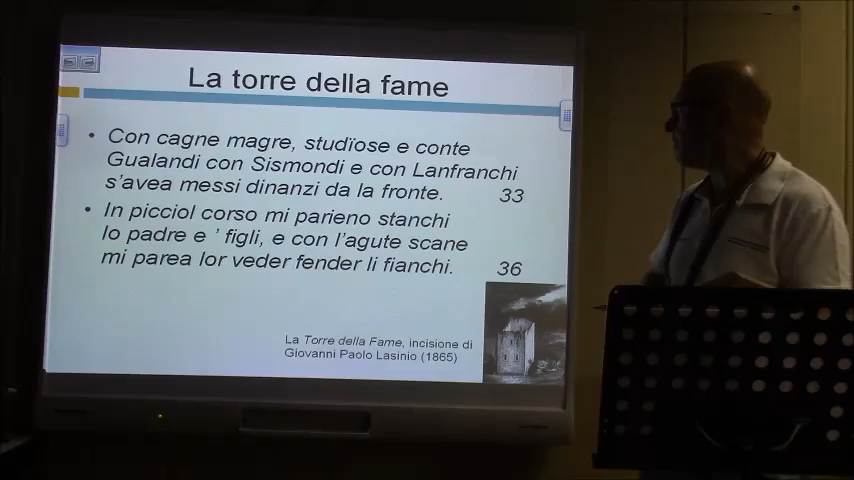 La torre della fame
• Con cagne magre, studïose e conte
Gualandi con Sismondi e con Lanfranchi
s'avea messi dinanzi da la fronte. 33
• In picciol corso mi parieno stanchi
lo padre e ' figli, e con l'agute scane
mi parea lor veder fender li fianchi. 36
La Torre della Fame, incisione di
Giovanni Paolo Lasinio (1865)